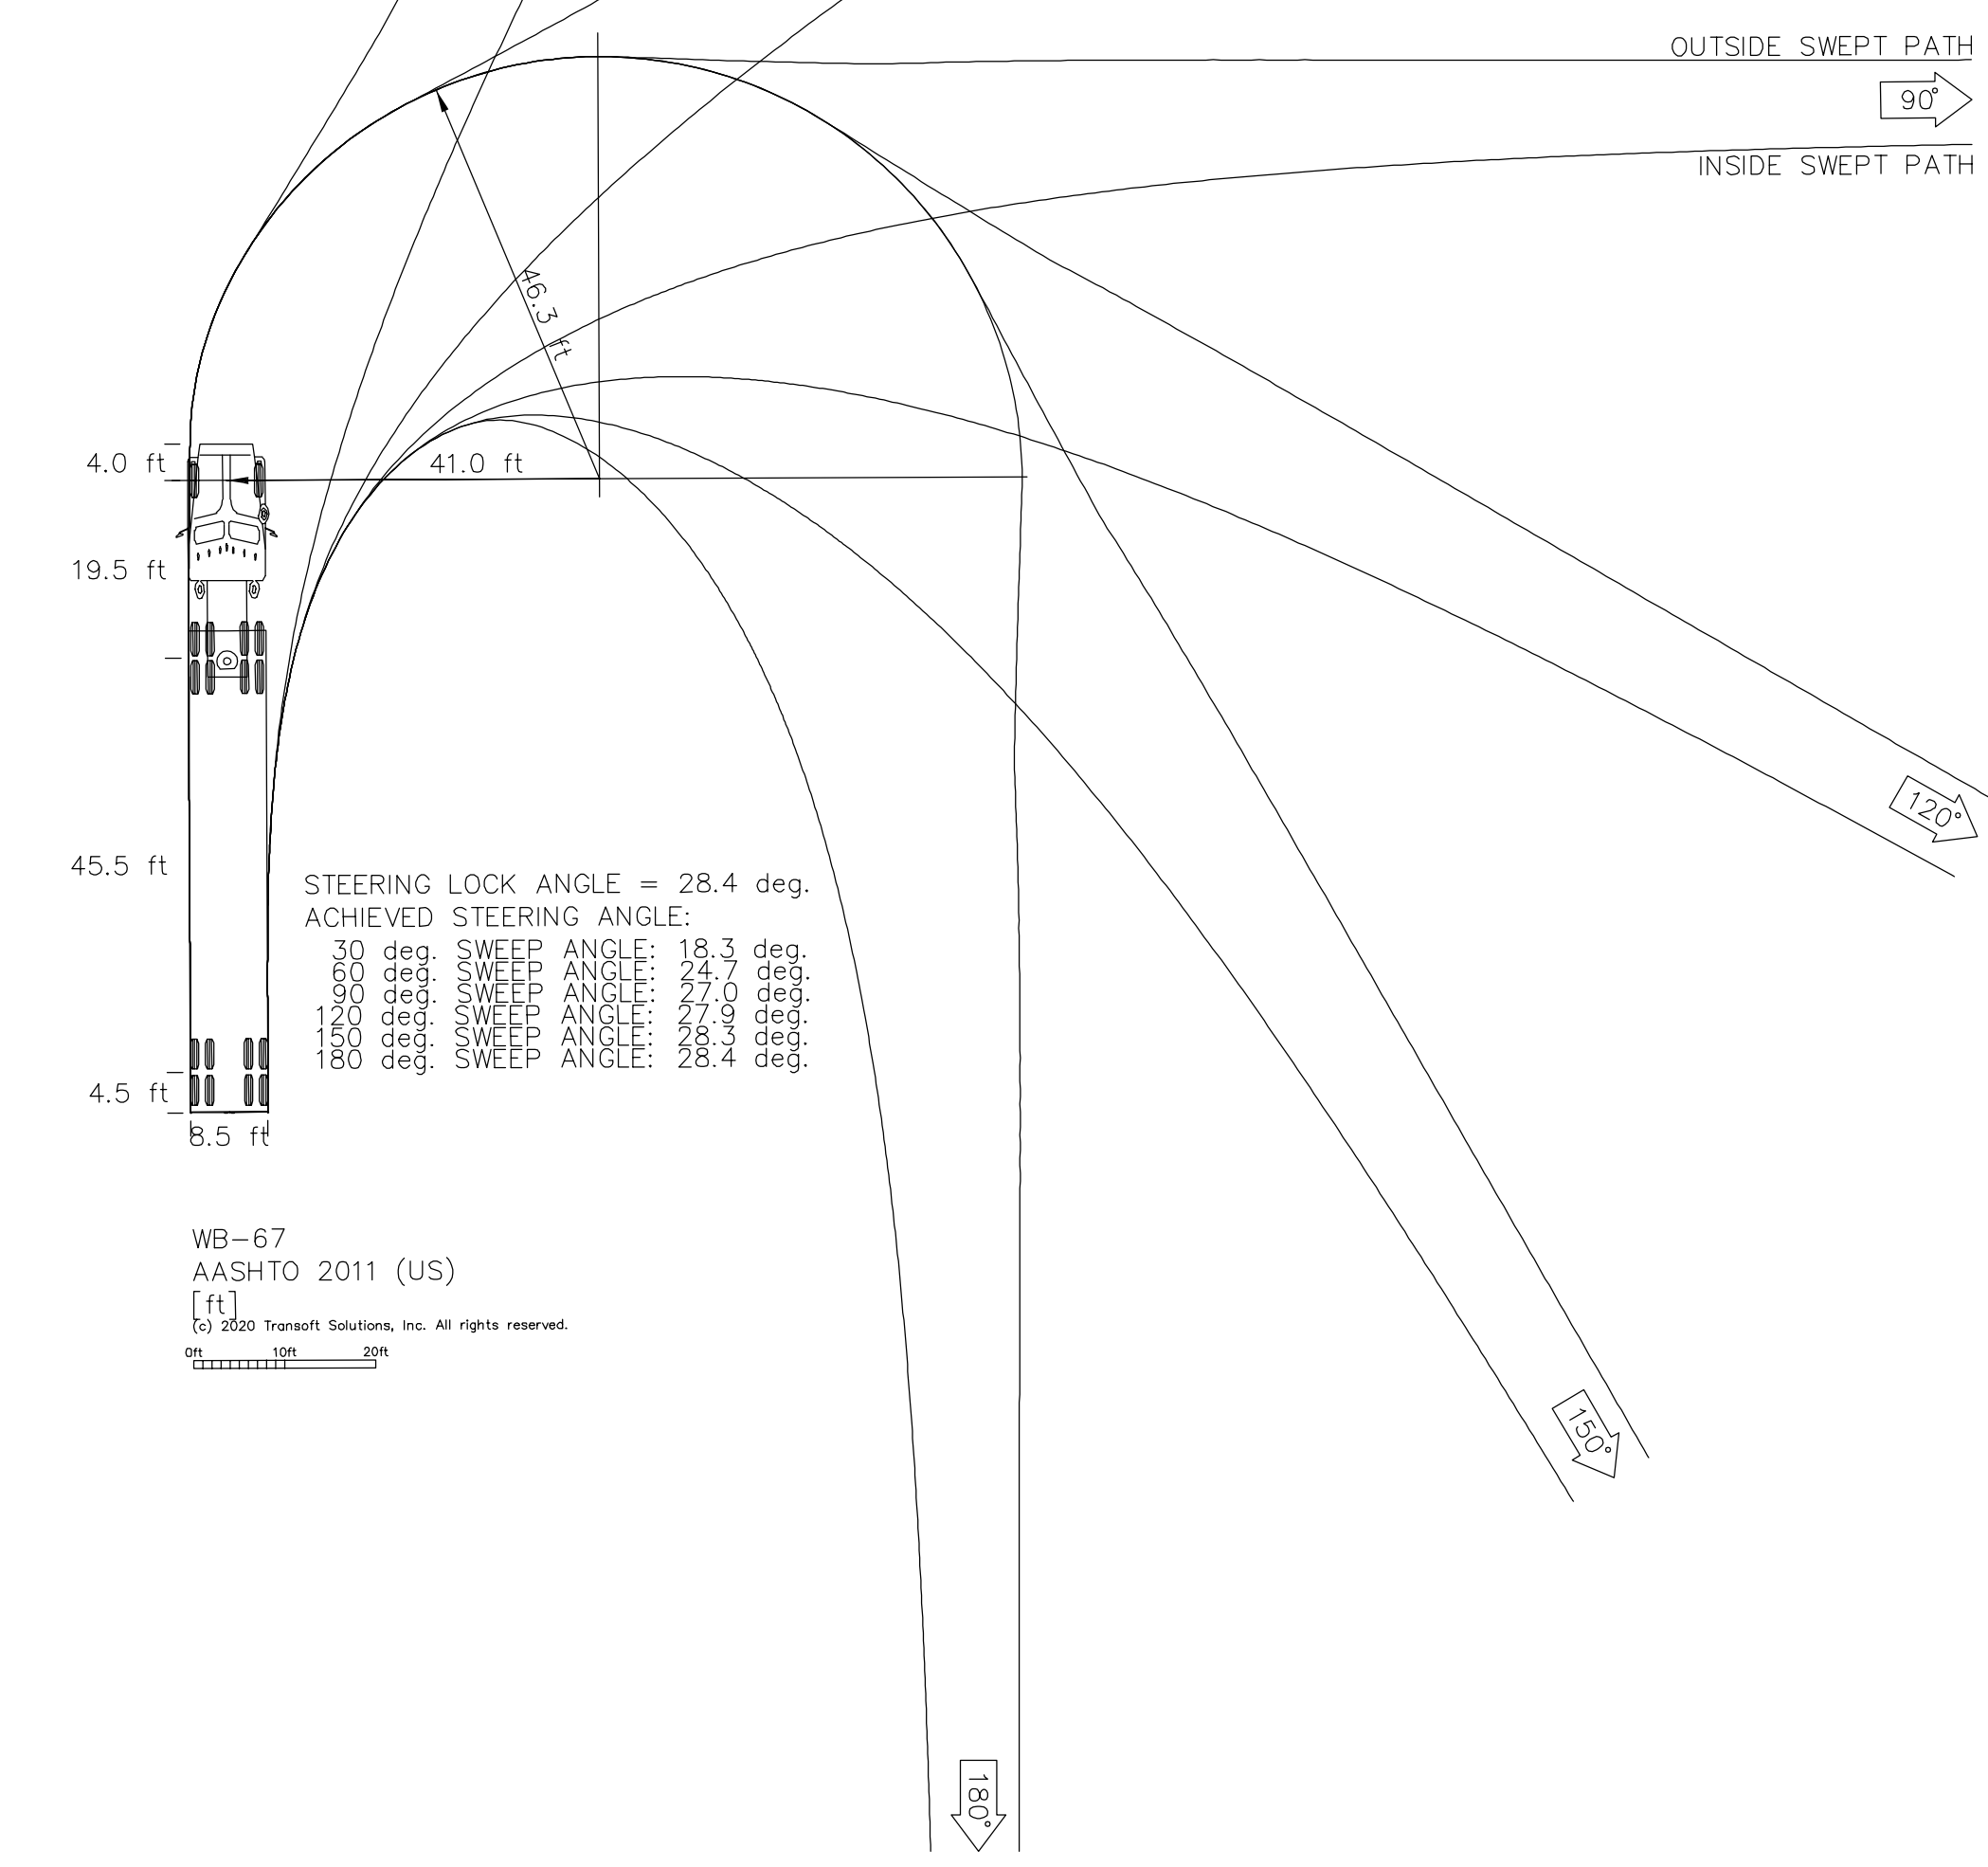 OUTSIDE SWEPT PATH
90°
INSIDE SWEPT PATH
46.3 ft
4.0 ft
41.0 ft
19.5 ft
120°
45.5 ft
STEERING LOCK ANGLE = 28.4 deg.
ACHIEVED STEERING ANGLE:
30 deg. SWEEP ANGLE: 18.3 deg.
60 deg. SWEEP ANGLE: 24.7 deg.
90 deg. SWEEP ANGLE: 27.0 deg.
120 deg. SWEEP ANGLE: 27.9 deg.
150 deg. SWEEP ANGLE: 28.3 deg.
180 deg. SWEEP ANGLE: 28.4 deg.
4.5 ft
8.5 ft
WB-67
AASHTO 2011 (US)
[ft]
(c) 2020 Transoft Solutions, Inc. All rights reserved.
0ft 10ft 20ft
150°
180°